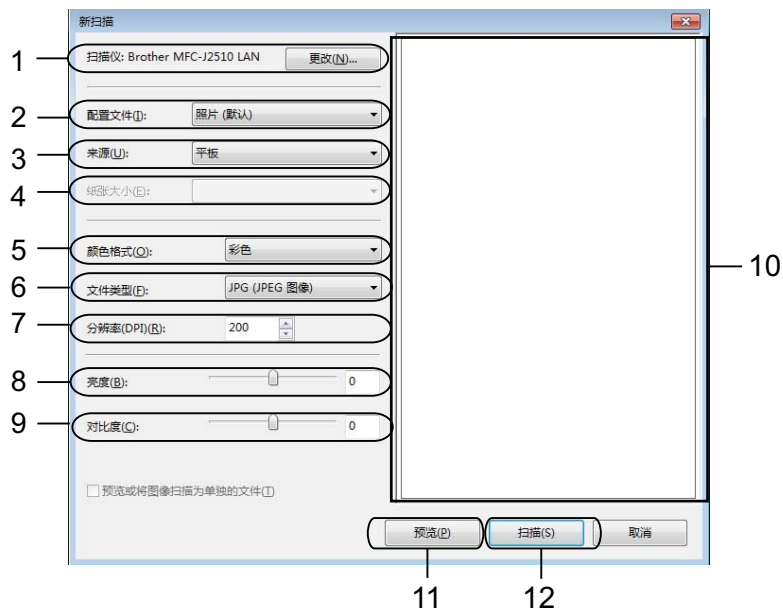 新扫描
1 扫描仪: Brother MFC-J2510 LAN 更改(N)...
2 配置文件(I): 照片 (默认)
3 来源(U): 平板
4 纸张大小(E):
5 颜色格式(O): 彩色
6 文件类型(F): JPG (JPEG 图像)
7 分辨率(DPI)(R): 200
8 亮度(B): 0
9 对比度(C): 0
10
预览或将图像扫描为单独的文件(T)
预览(P) 扫描(S) 取消
11 12